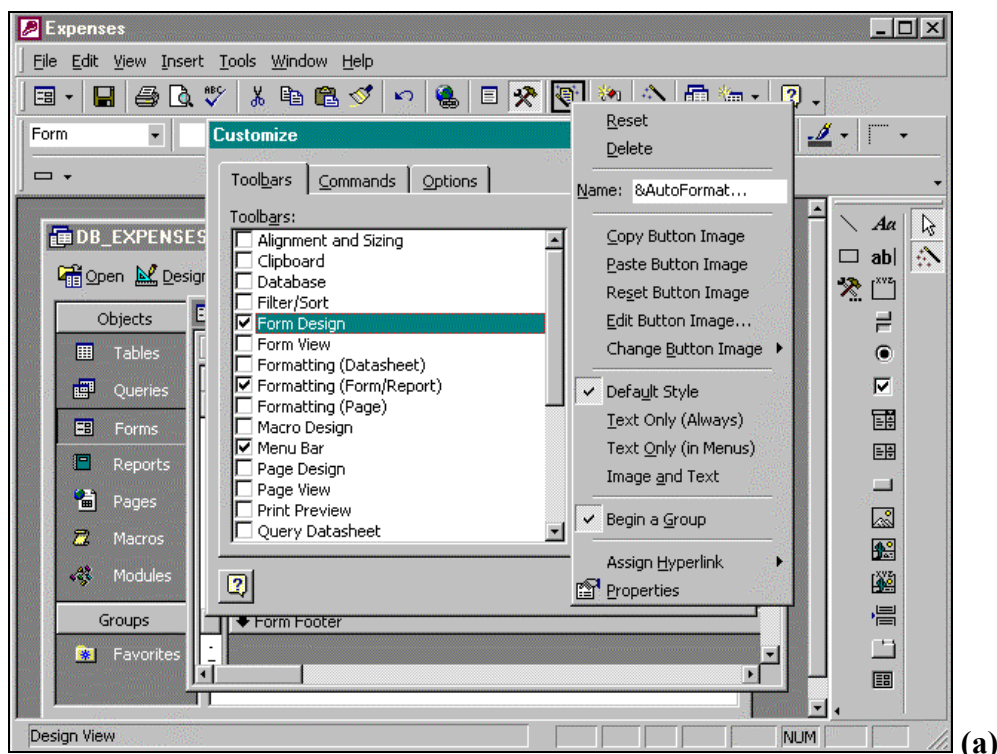 Expenses
File Edit View Insert Tools Window Help
ABC
Form
Customize
Toolbars Commands Options
Toolbars:
Alignment and Sizing
Clipboard
Database
Filter/Sort
Form Design
Form View
Formatting (Datasheet)
Formatting (Form/Report)
Formatting (Page)
Macro Design
Menu Bar
Page Design
Page View
Print Preview
Query Datasheet
Reset
Delete
Name: &AutoFormat...
Copy Button Image
Paste Button Image
Reset Button Image
Edit Button Image...
Change Button Image
Default Style
Text Only (Always)
Text Only (in Menus)
Image and Text
Begin a Group
Assign Hyperlink
Properties
DB_EXPENSES
Open Design
Objects
Tables
Queries
Forms
Reports
Pages
Macros
Modules
Groups
Favorites
Form Footer
Aa
ab|
XYZ
XYZ
Design View
NUM
(a)